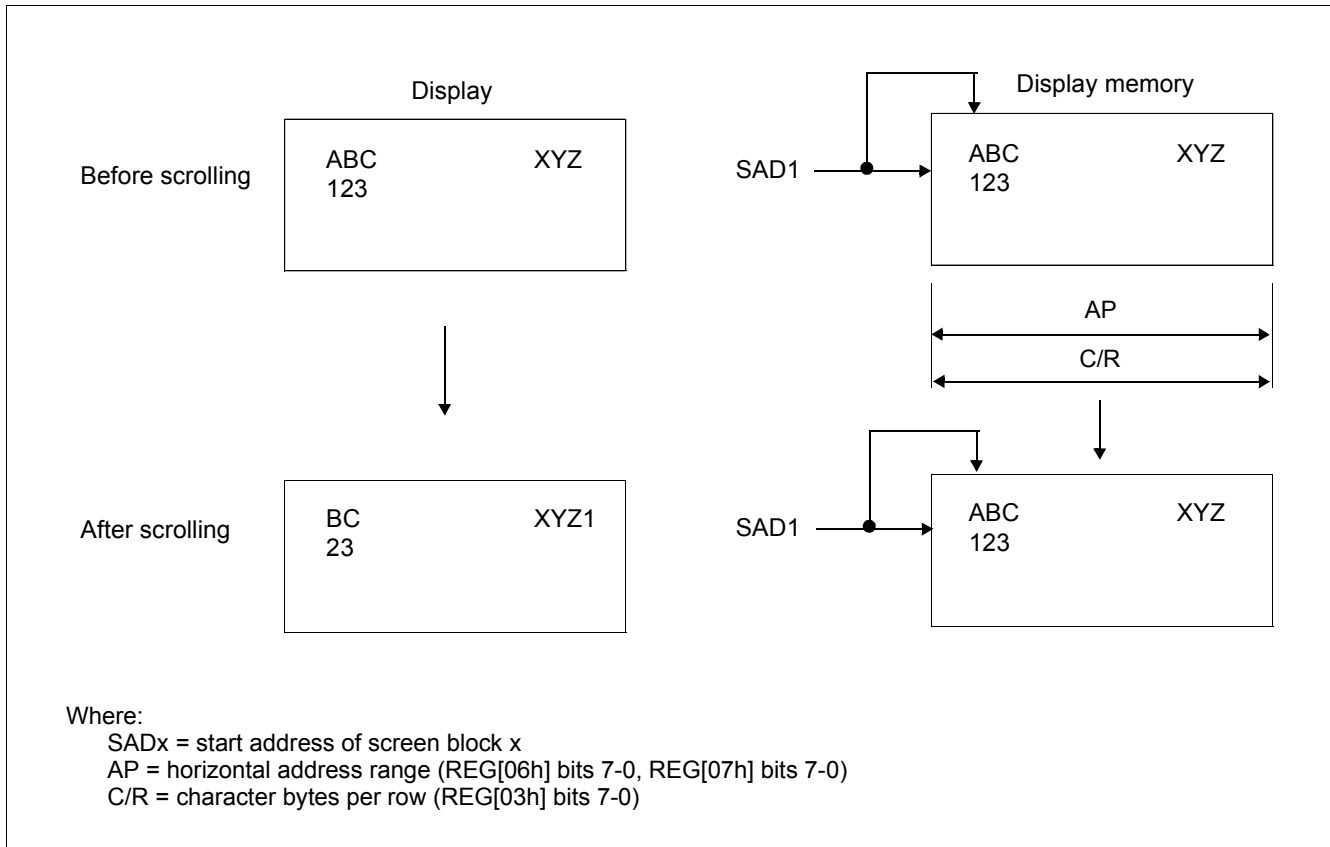 Display
Display memory
Before scrolling
ABC XYZ
123
SAD1
ABC XYZ
123
AP
C/R
After scrolling
BC XYZ1
23
SAD1
ABC XYZ
123
Where:
SADx = start address of screen block x
AP = horizontal address range (REG[06h] bits 7-0, REG[07h] bits 7-0)
C/R = character bytes per row (REG[03h] bits 7-0)